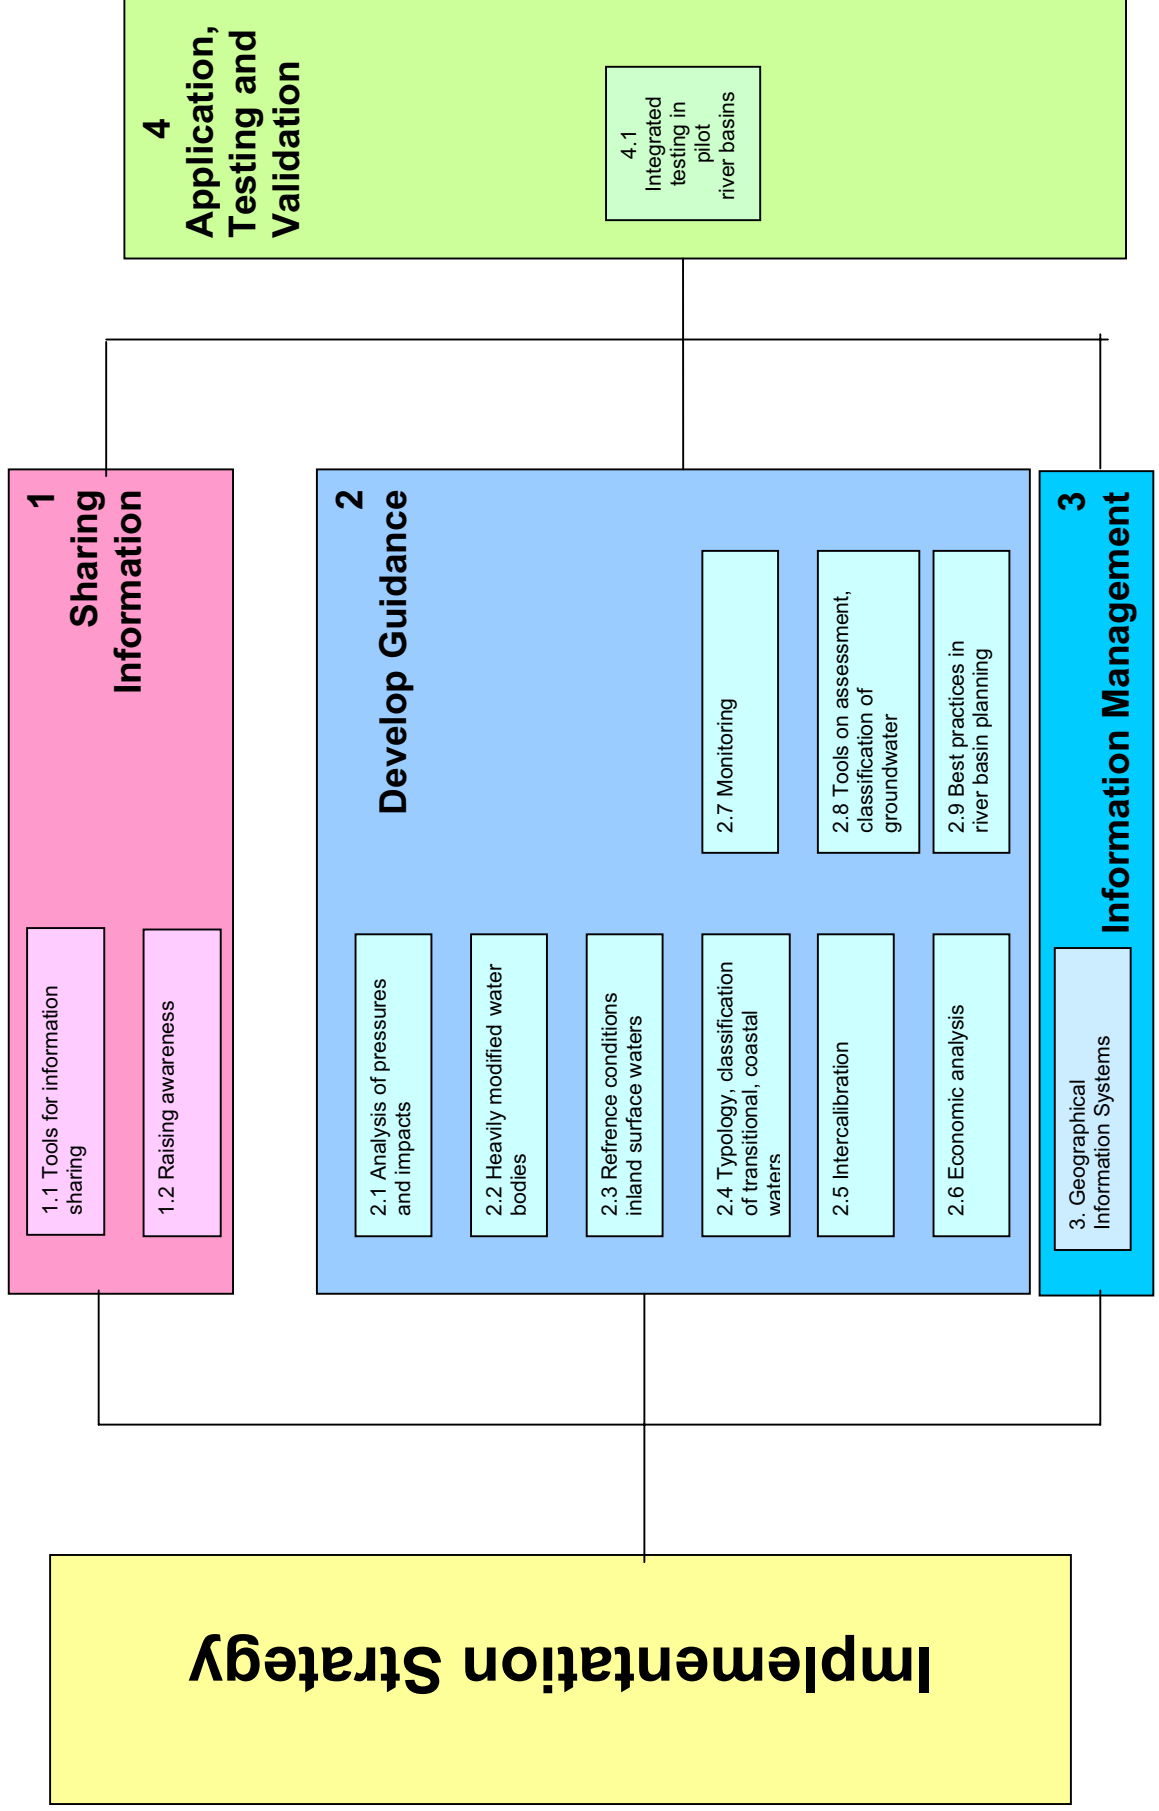 Implementation Strategy
1
Sharing
Information
1.1 Tools for information
sharing
1.2 Raising awareness
2
Develop Guidance
2.1 Analysis of pressures
and impacts
2.2 Heavily modified water
bodies
2.3 Refrence conditions
inland surface waters
2.4 Typology, classification
of transitional, coastal
waters
2.5 Intercalibration
2.6 Economic analysis
2.7 Monitoring
2.8 Tools on assessment,
classification of
groundwater
2.9 Best practices in
river basin planning
3
Information Management
3. Geographical
Information Systems
4
Application,
Testing and
Validation
4.1
Integrated
testing in
pilot
river basins